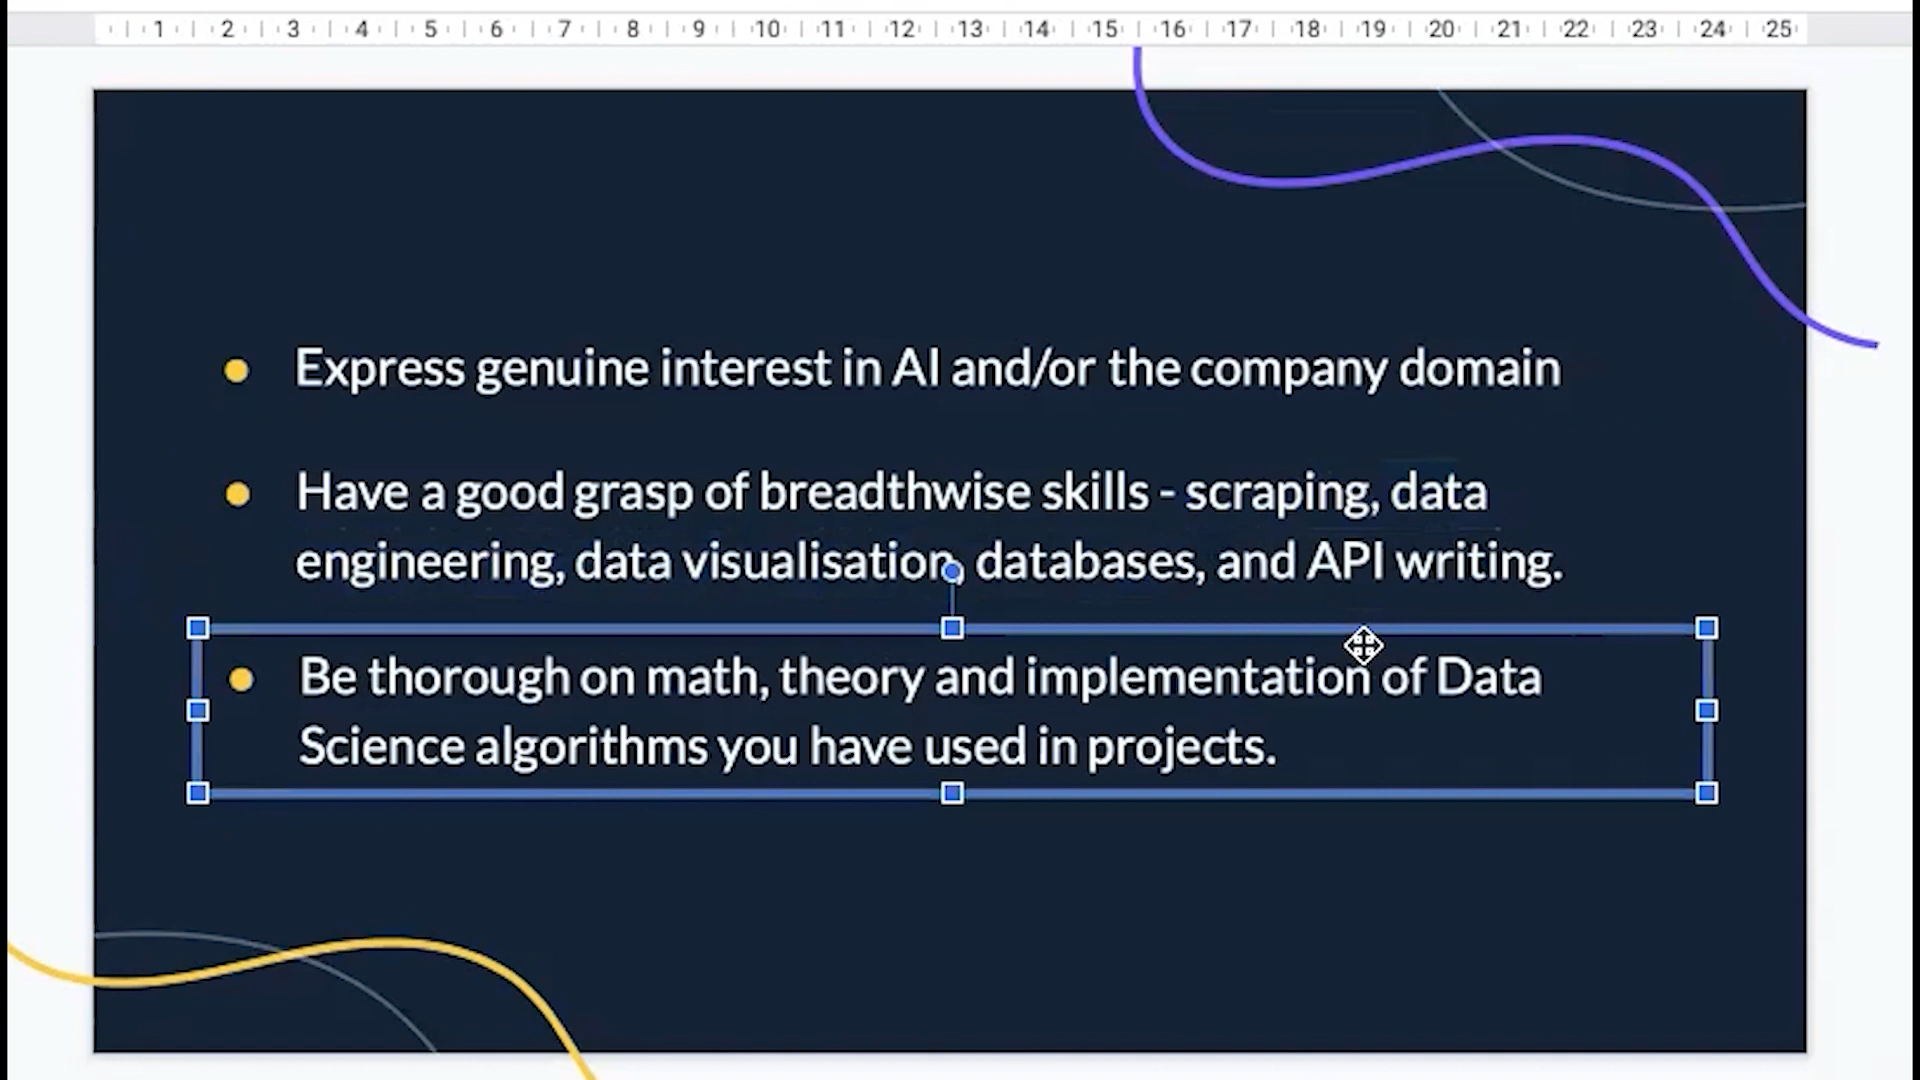 1 2 3 4 5 6 7 8 9 10 11 12 13 14 15 16 17 18 19 20 21 22 23 24 25
Express genuine interest in AI and/or the company domain
Have a good grasp of breadthwise skills - scraping, data
engineering, data visualisation, databases, and API writing.
Be thorough on math, theory and implementation of Data
Science algorithms you have used in projects.